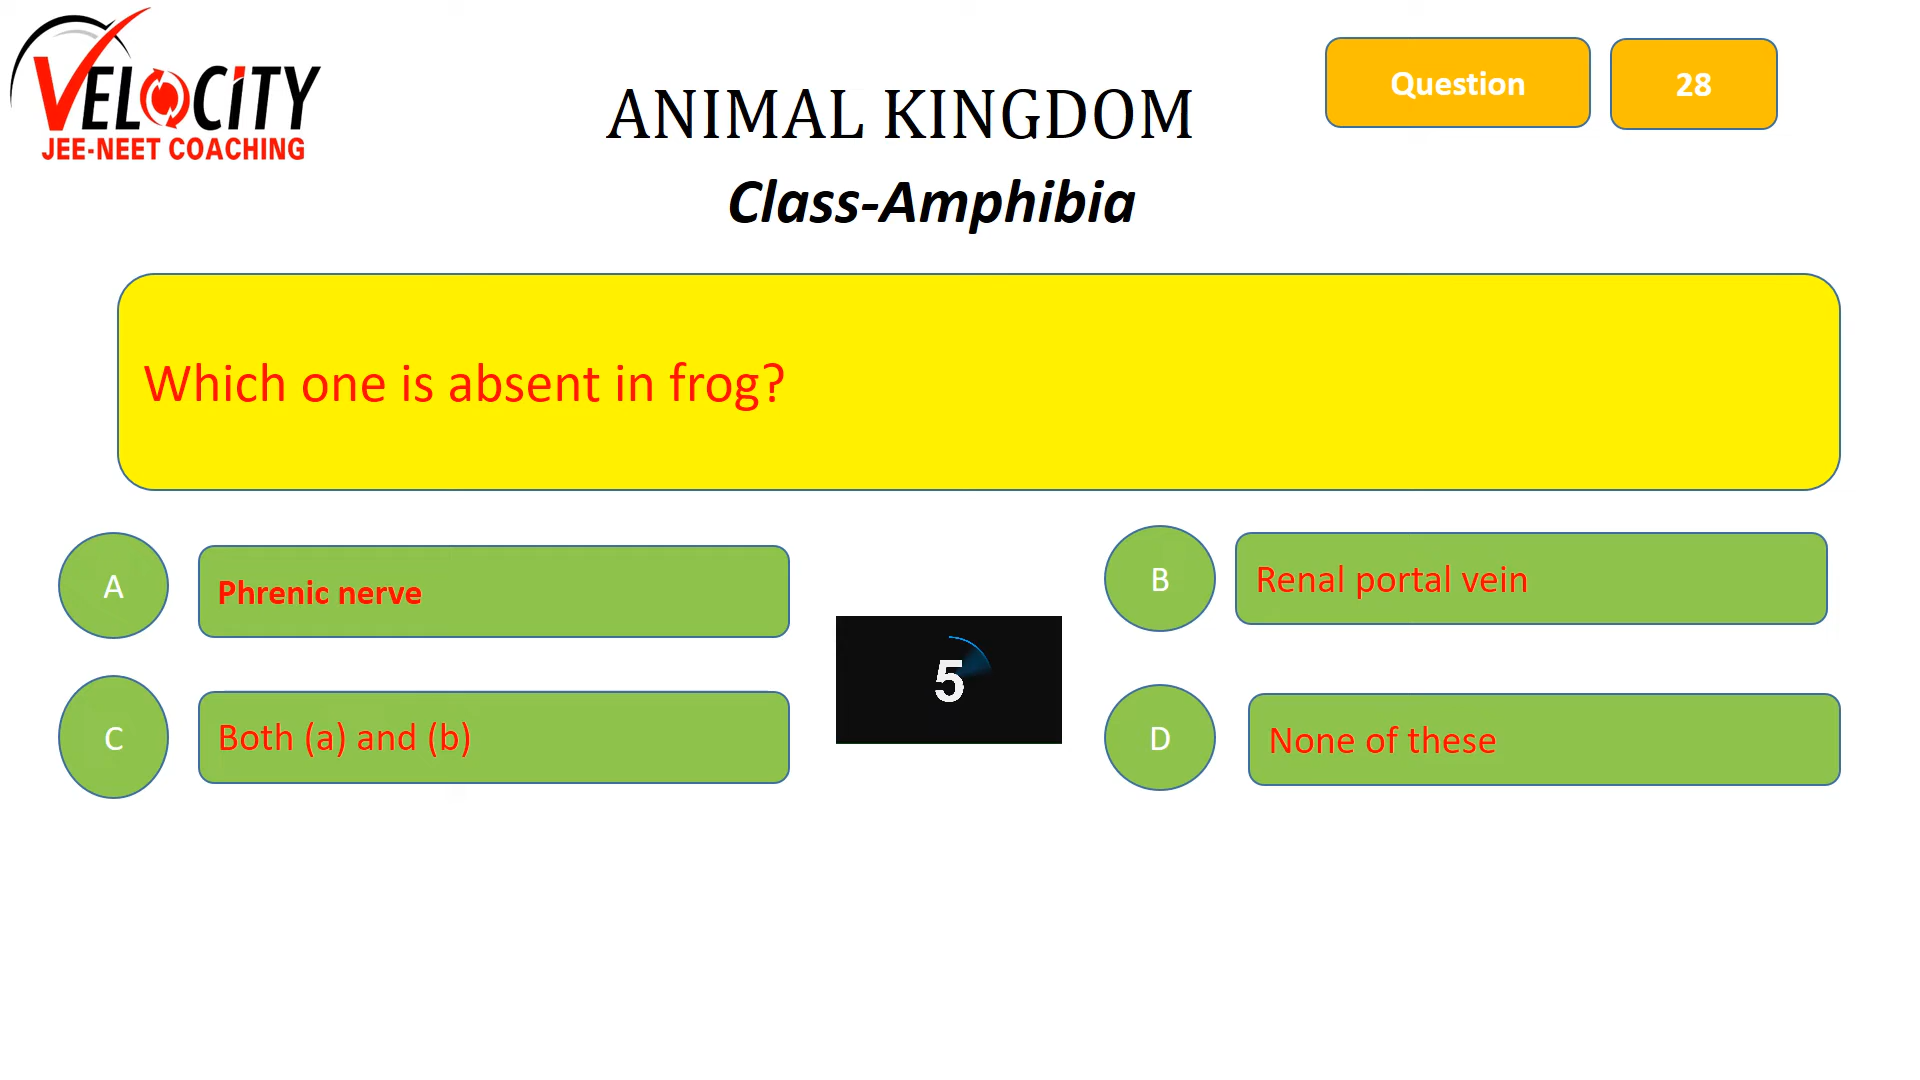 VELOCITY
JEE-NEET COACHING
ANIMAL KINGDOM
Class-Amphibia
Question
28
Which one is absent in frog?
A
Phrenic nerve
B
Renal portal vein
5
C
Both (a) and (b)
D
None of these